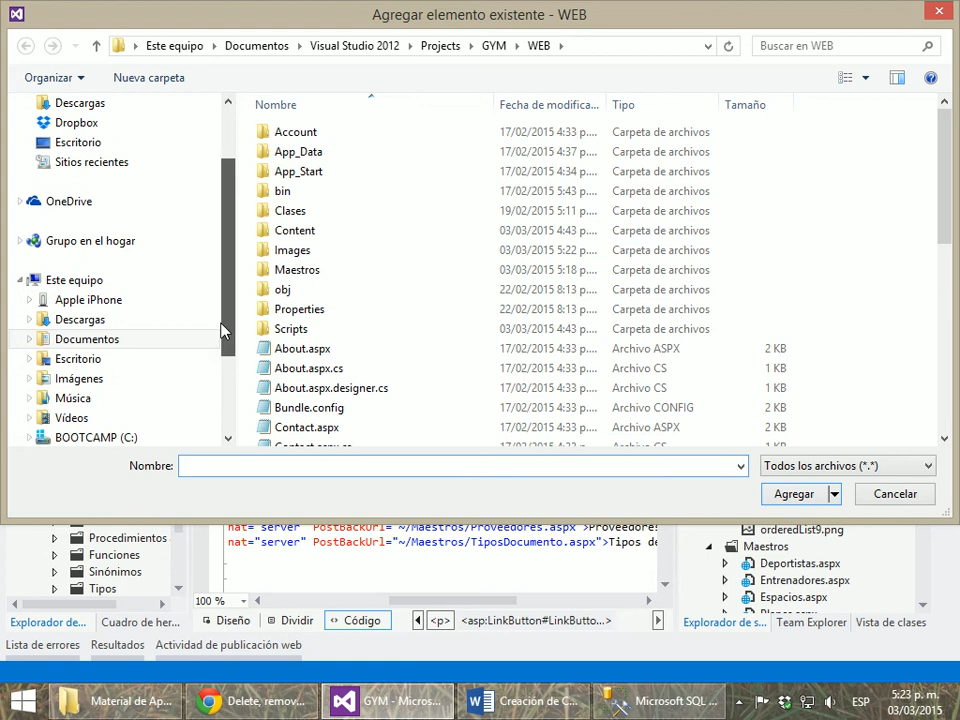 Agregar elemento existente - WEB
Este equipo Documentos Visual Studio 2012 Projects GYM WEB
Buscar en WEB
Organizar Nueva carpeta
Descargas
Dropbox
Escritorio
Sitios recientes
OneDrive
Grupo en el hogar
Este equipo
Apple iPhone
Descargas
Documentos
Escritorio
Imágenes
Música
Vídeos
BOOTCAMP (C:)
Nombre Fecha de modifica... Tipo Tamaño
Account 17/02/2015 4:33 p.... Carpeta de archivos
App_Data 17/02/2015 4:37 p.... Carpeta de archivos
App_Start 17/02/2015 4:34 p.... Carpeta de archivos
bin 17/02/2015 5:43 p.... Carpeta de archivos
Clases 19/02/2015 5:11 p.... Carpeta de archivos
Content 03/03/2015 4:43 p.... Carpeta de archivos
Images 03/03/2015 5:22 p.... Carpeta de archivos
Maestros 03/03/2015 5:18 p.... Carpeta de archivos
obj 22/02/2015 8:13 p.... Carpeta de archivos
Properties 22/02/2015 8:13 p.... Carpeta de archivos
Scripts 03/03/2015 4:43 p.... Carpeta de archivos
About.aspx 17/02/2015 4:33 p.... Archivo ASPX 2 KB
About.aspx.cs 17/02/2015 4:33 p.... Archivo CS 1 KB
About.aspx.designer.cs 17/02/2015 4:33 p.... Archivo CS 1 KB
Bundle.config 17/02/2015 4:33 p.... Archivo CONFIG 2 KB
Contact.aspx 17/02/2015 4:33 p.... Archivo ASPX 2 KB
Contact.aspx.cs 17/02/2015 4:33 p.... Archivo CS 1 KB
Nombre:
Todos los archivos (*.*)
Agregar Cancelar
Procedimientos
Funciones
Sinónimos
Tipos
nat="server" PostBackUrl="~/Maestros/Proveedores.aspx">Proveedores
nat="server" PostBackUrl="~/Maestros/TiposDocumento.aspx">Tipos de
orderedList9.png
Maestros
Deportistas.aspx
Entrenadores.aspx
Espacios.aspx
100 %
Explorador de... Cuadro de her...
Diseño Dividir Código <p> <asp:LinkButton#LinkButto...>
Explorador de s... Team Explorer Vista de clases
Lista de errores Resultados Actividad de publicación web
Material de Ap... Delete, remov... GYM - Micros... Creación de C... Microsoft SQL ...
ESP
5:23 p. m.
03/03/2015